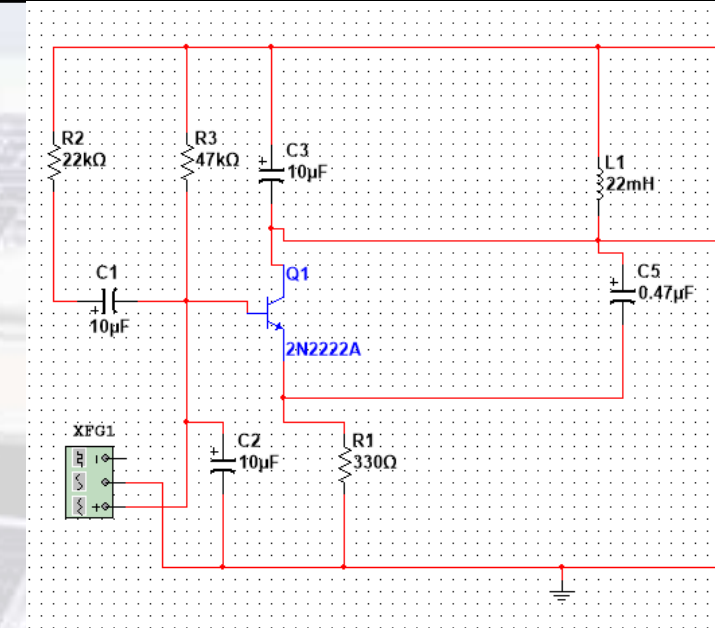 R2
22kΩ
R3
47kΩ
C3
10µF
L1
22mH
C1
10µF
Q1
2N2222A
C5
0.47µF
XFG1
C2
10µF
R1
330Ω